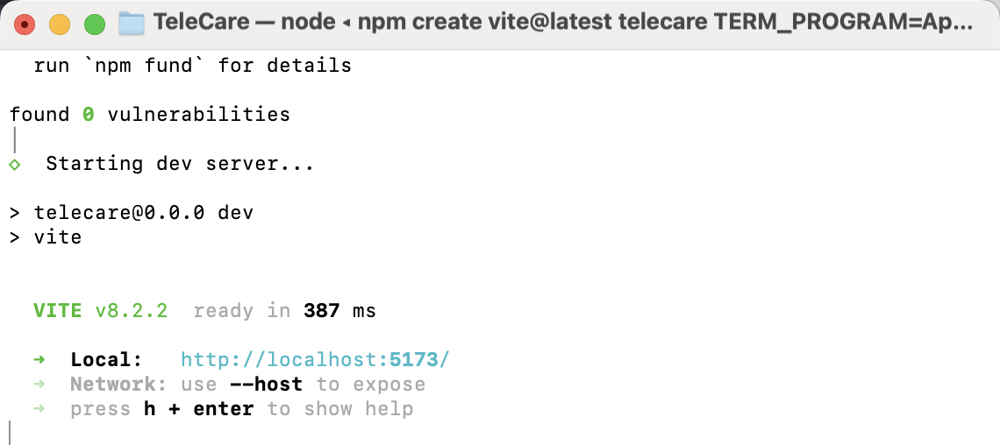 TeleCare — node ◂ npm create vite@latest telecare TERM_PROGRAM=Ap...
run `npm fund` for details
found 0 vulnerabilities
◇ Starting dev server...
> telecare@0.0.0 dev
> vite
VITE v8.2.2 ready in 387 ms
➜ Local: http://localhost:5173/
➜ Network: use --host to expose
➜ press h + enter to show help